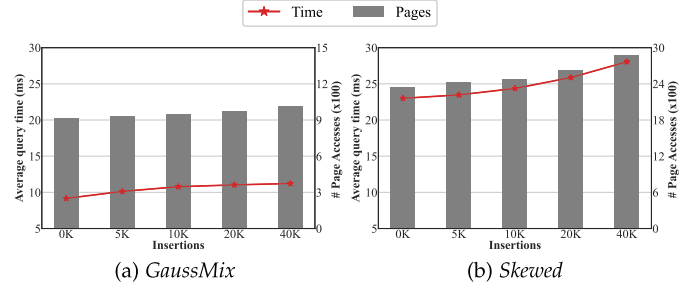 Time Pages
30 25 20 15 10 5
Average query time (ms)
15 12 9 6 3 0
# Page Accesses (x100)
0K 5K 10K 20K 40K
Insertions
(a) GaussMix
30 25 20 15 10 5
Average query time (ms)
30 24 18 12 6 0
# Page Accesses (x100)
0K 5K 10K 20K 40K
Insertions
(b) Skewed